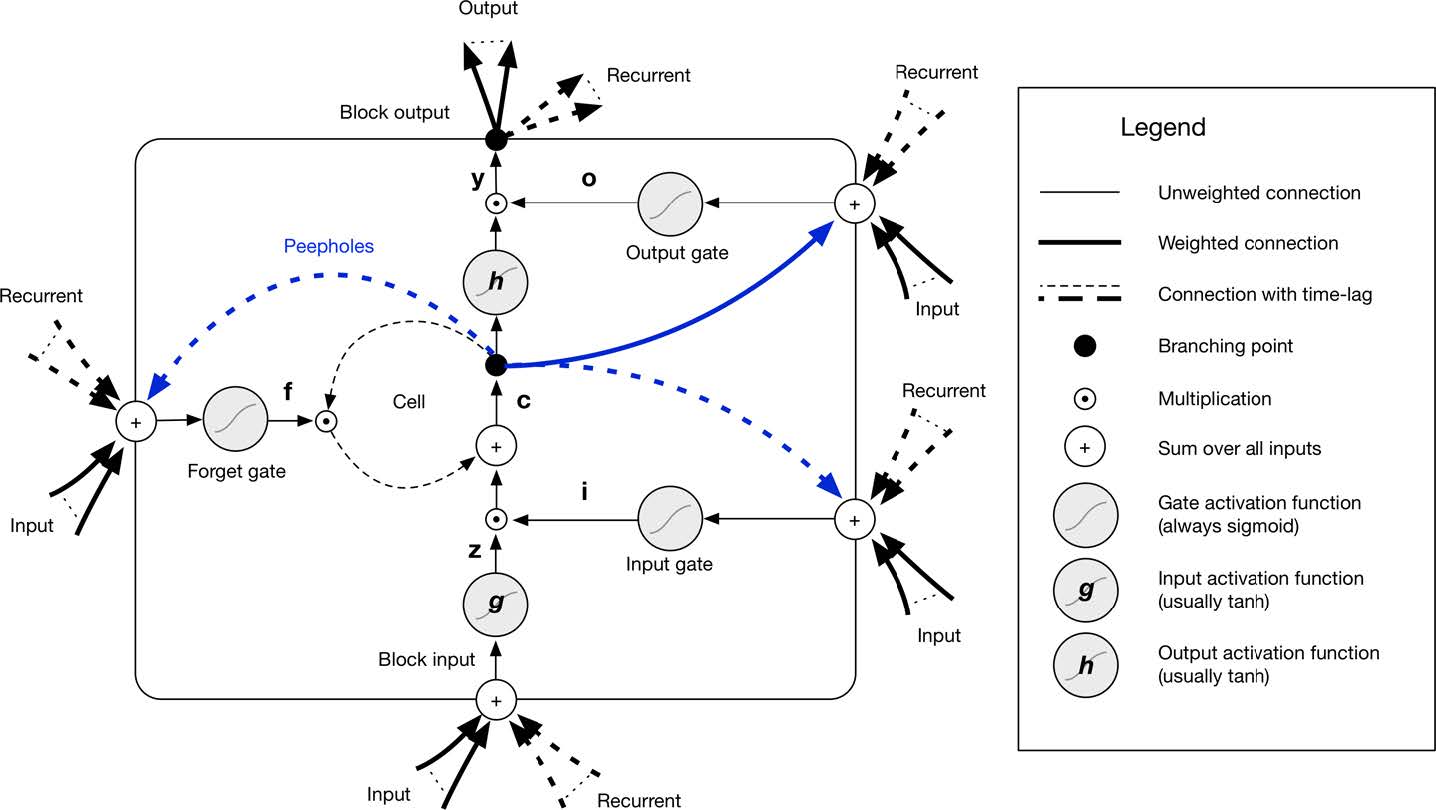 Output
Recurrent
Block output
Recurrent
y
o
+
Output gate
h
Input
Peepholes
Recurrent
f
Cell
c
+
Forget gate
Input
+
i
Recurrent
+
z
Input gate
g
Input
Block input
+
Input
Recurrent
Legend
Unweighted connection
Weighted connection
Connection with time-lag
Branching point
Multiplication
+
Sum over all inputs
Gate activation function
(always sigmoid)
g
Input activation function
(usually tanh)
h
Output activation function
(usually tanh)